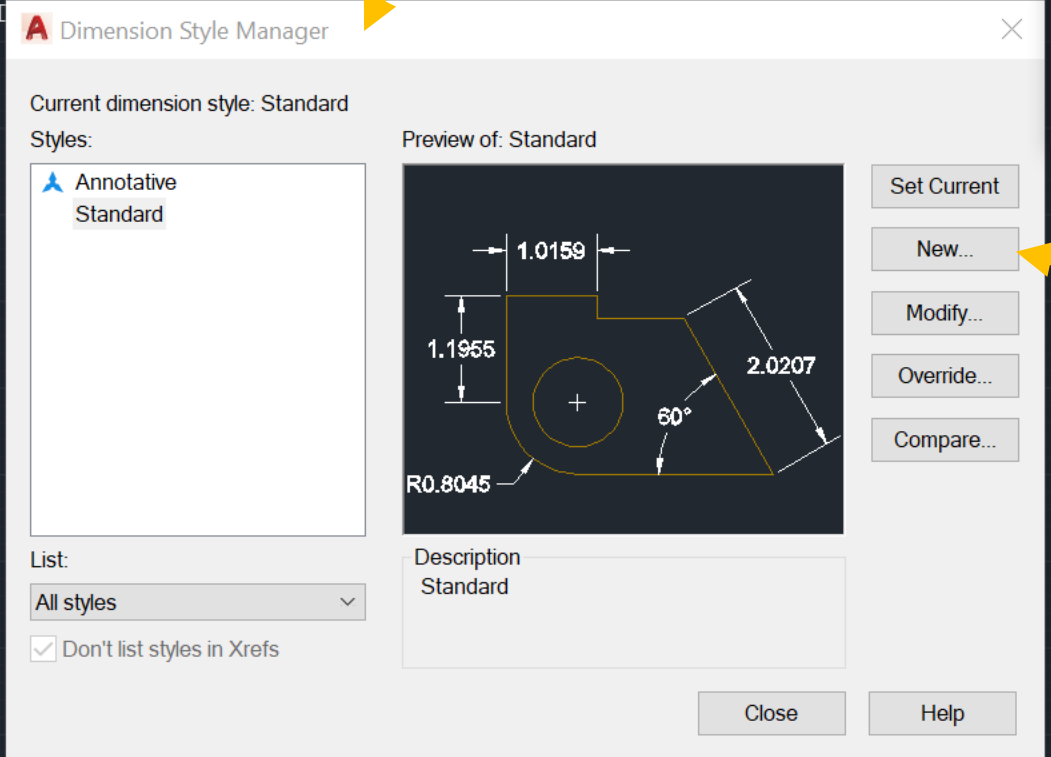 Dimension Style Manager
Current dimension style: Standard
Styles:
Preview of: Standard
Annotative
Standard
1.0159
1.1955
2.0207
60°
R0.8045
Set Current
New...
Modify...
Override...
Compare...
List:
All styles
Don't list styles in Xrefs
Description
Standard
Close
Help